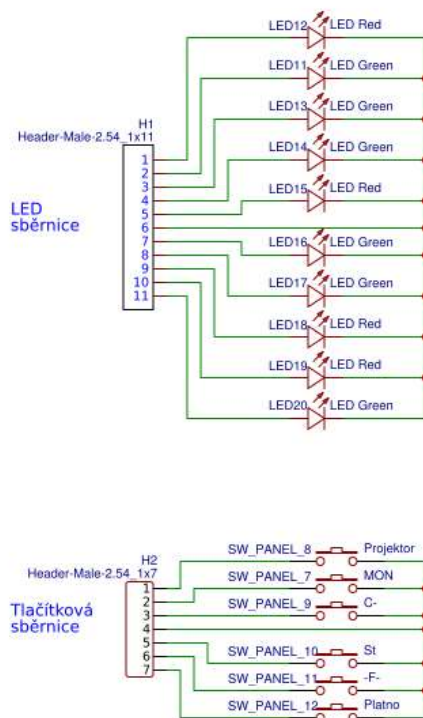 LED12 LED Red
LED11 LED Green
H1
LED13 LED Green
Header-Male-2.54_1x11
LED14 LED Green
1
2
3
LED15 LED Red
4
5
LED
sběrnice
6
7
LED16 LED Green
8
9
10
LED17 LED Green
11
LED18 LED Red
LED19 LED Red
LED20 LED Green
H2
SW_PANEL_8 Projektor
Header-Male-2.54_1x7
SW_PANEL_7 MON
1
2
SW_PANEL_9 C-
3
Tlačítková
sběrnice
4
5
SW_PANEL_10 St
6
7
SW_PANEL_11 -F-
SW_PANEL_12 Platno